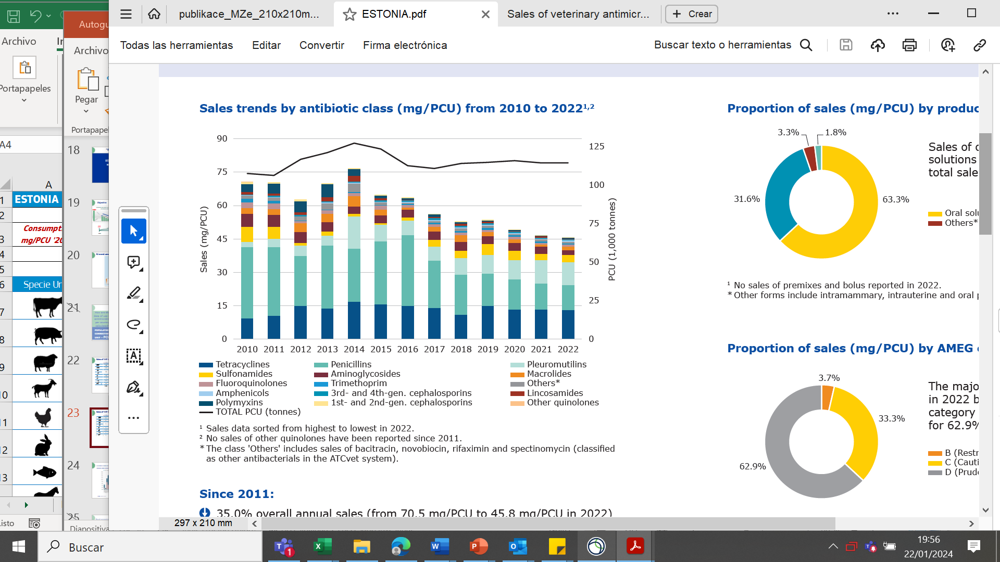 publikace_MZe_210x210m...
ESTONIA.pdf
Sales of veterinary antimicr...
Crear
Autogu
Archivo
Archivo
Todas las herramientas
Editar
Convertir
Firma electrónica
Buscar texto o herramientas
Portapapeles
Pegar
Portapapel
A4
A
ESTONIA
Consumpt
mg/PCU '20
Specie Ur
1
2
3
4
5
6
7
8
9
10
11
12
13
18
19
20
21
22
23
24
25
Sales trends by antibiotic class (mg/PCU) from 2010 to 2022¹,²
Sales (mg/PCU)
90
75
60
45
30
15
0
PCU (1,000 tonnes)
125
100
75
50
25
0
2010 2011 2012 2013 2014 2015 2016 2017 2018 2019 2020 2021 2022
Tetracyclines Penicillins Pleuromutilins
Sulfonamides Aminoglycosides Macrolides
Fluoroquinolones Trimethoprim Others*
Amphenicols 3rd- and 4th-gen. cephalosporins Lincosamides
Polymyxins 1st- and 2nd-gen. cephalosporins Other quinolones
TOTAL PCU (tonnes)
¹ Sales data sorted from highest to lowest in 2022.
² No sales of other quinolones have been reported since 2011.
* The class 'Others' includes sales of bacitracin, novobiocin, rifaximin and spectinomycin (classified
as other antibacterials in the ATCvet system).
Since 2011:
35.0% overall annual sales (from 70.5 mg/PCU to 45.8 mg/PCU in 2022)
Proportion of sales (mg/PCU) by produc
3.3% 1.8%
31.6% 63.3%
Sales of o
solutions
total sale
Oral solu
Others*
¹ No sales of premixes and bolus reported in 2022.
* Other forms include intramammary, intrauterine and oral p
Proportion of sales (mg/PCU) by AMEG
3.7%
33.3%
62.9%
The majo
in 2022 b
category
for 62.9%
B (Restr
C (Cauti
D (Prude
297 x 210 mm
Listo
Diapositiva
Buscar
1
19:56
22/01/2024